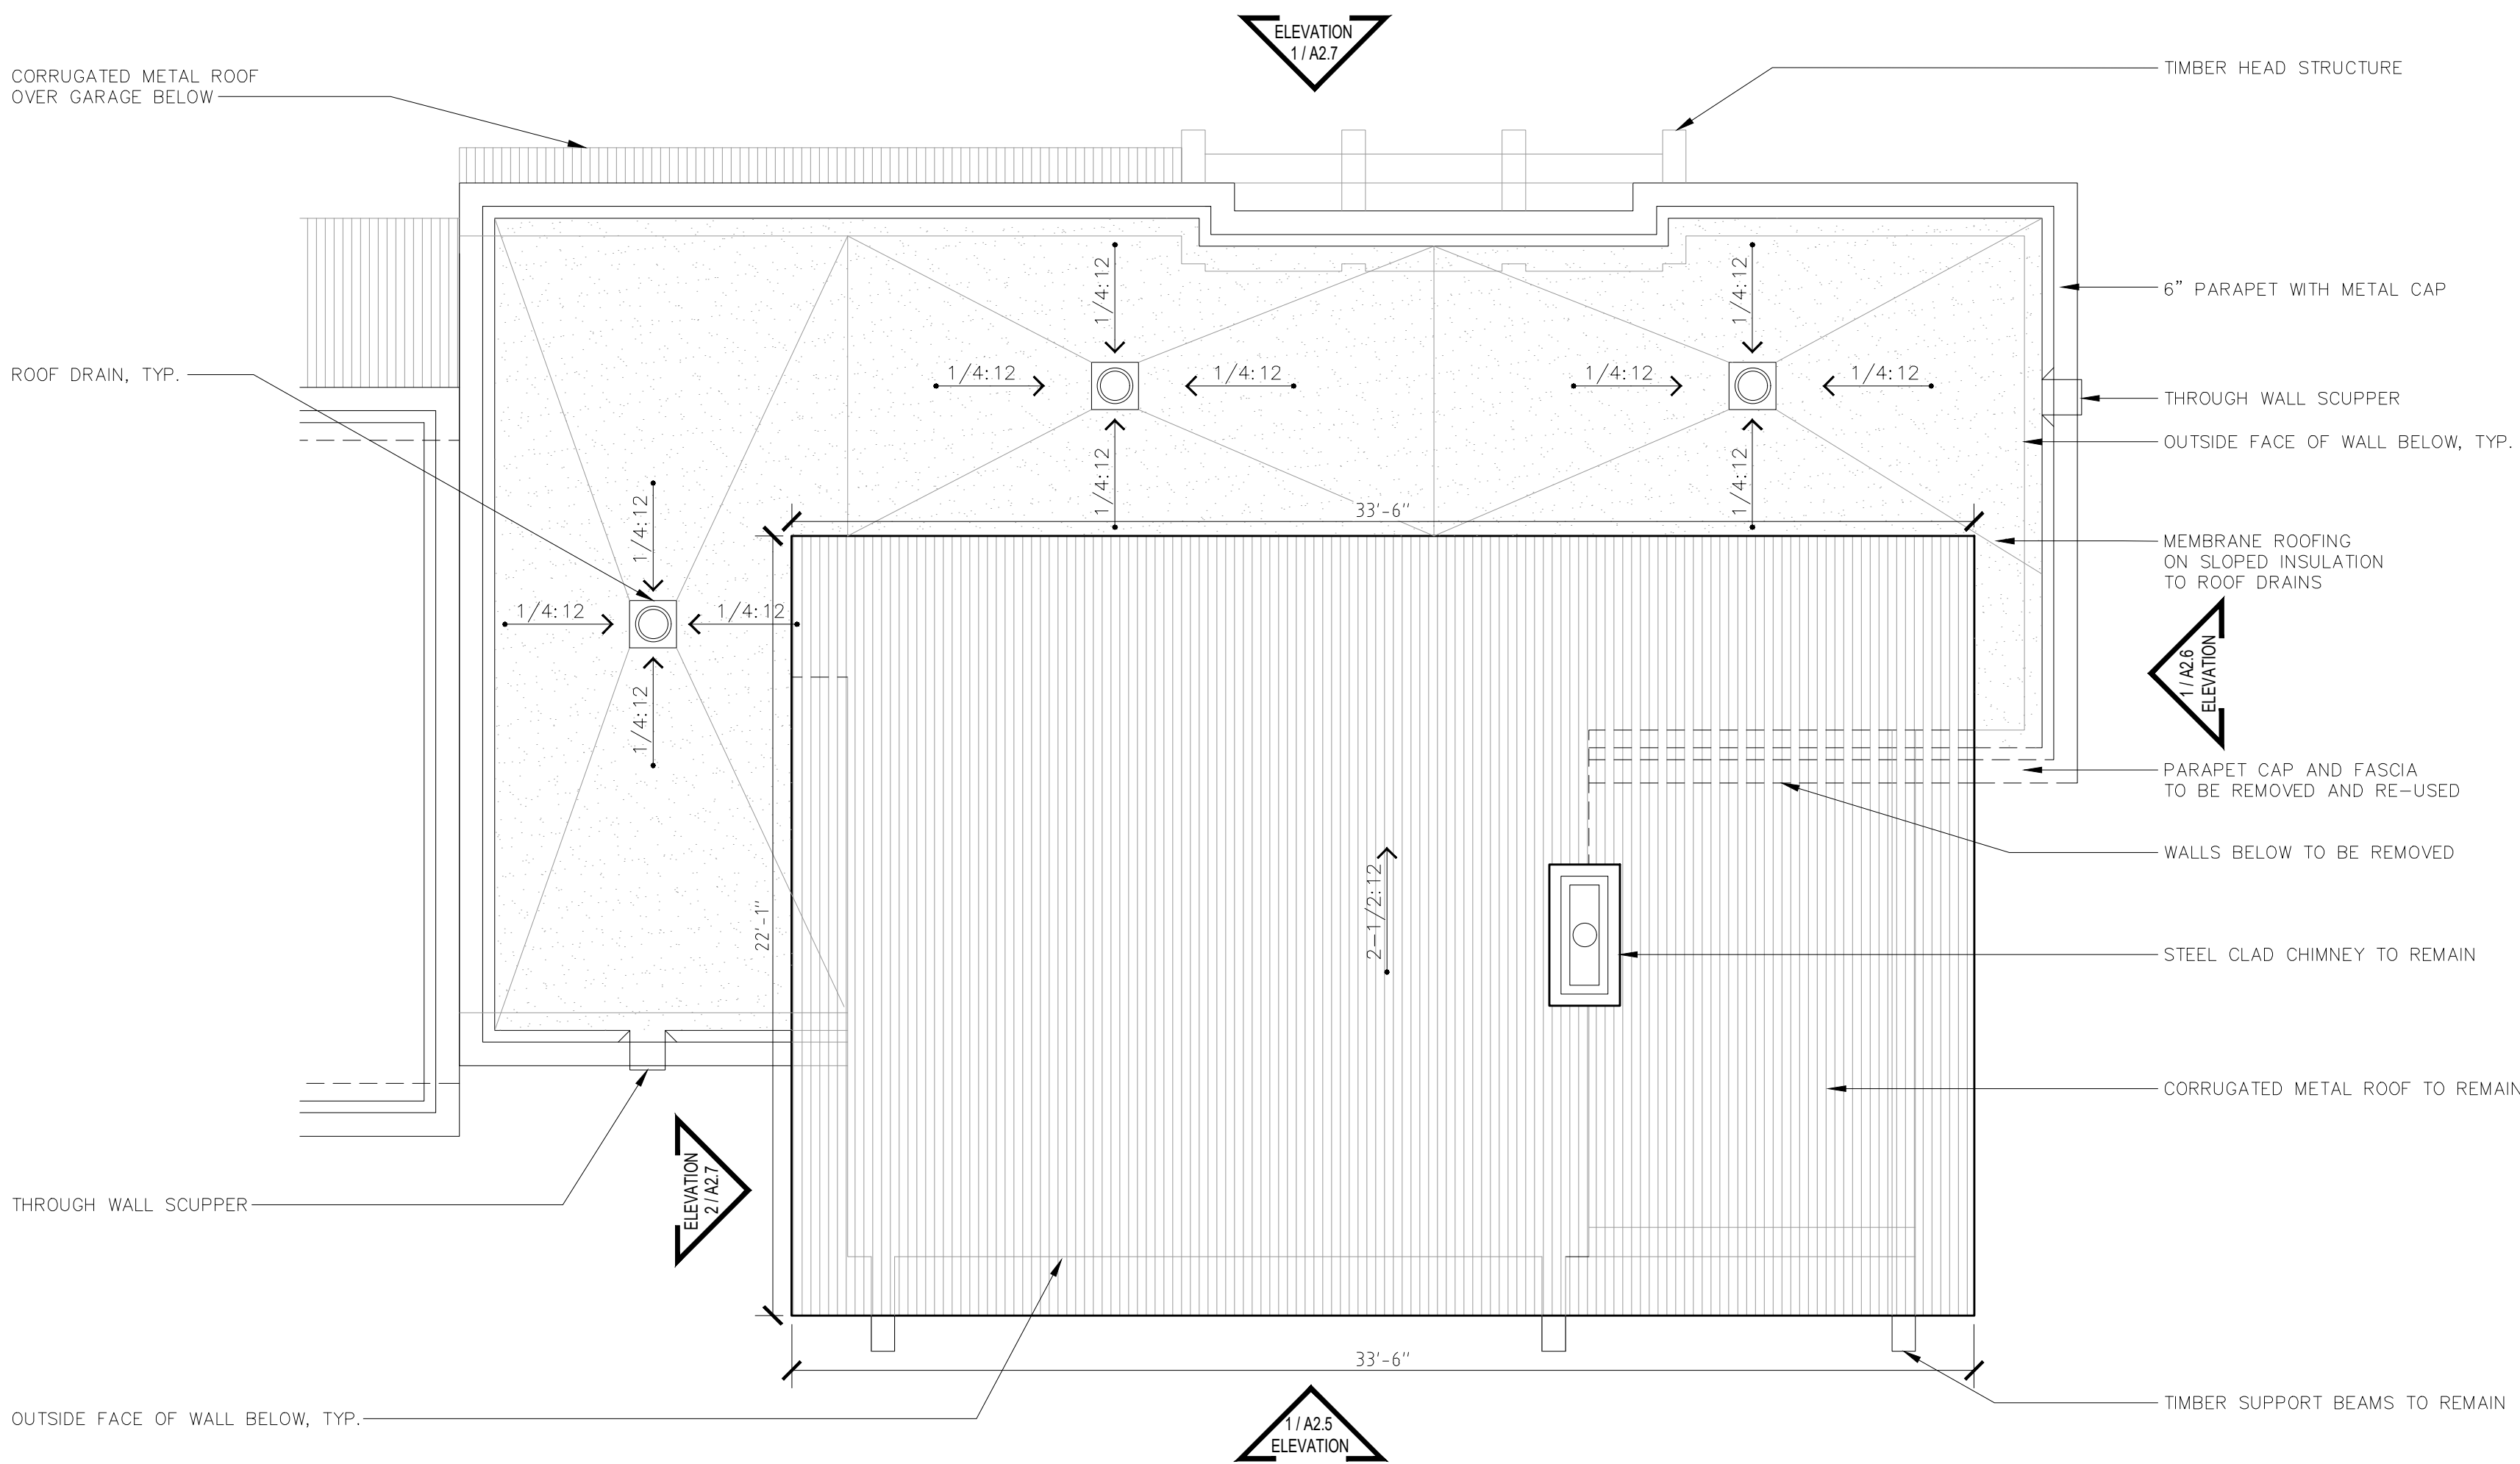 ELEVATION
1 / A2.7
CORRUGATED METAL ROOF
OVER GARAGE BELOW
TIMBER HEAD STRUCTURE
1/4:12
1/4:12
6” PARAPET WITH METAL CAP
ROOF DRAIN, TYP.
1/4:12
1/4:12
1/4:12
1/4:12
THROUGH WALL SCUPPER
OUTSIDE FACE OF WALL BELOW, TYP.
1/4:12
1/4:12
33'-6"
1/4:12
MEMBRANE ROOFING
ON SLOPED INSULATION
TO ROOF DRAINS
1/4:12
1/4:12
1/4:12
1 / A2.6
ELEVATION
PARAPET CAP AND FASCIA
TO BE REMOVED AND RE-USED
WALLS BELOW TO BE REMOVED
22'-1"
2-1/2:12
STEEL CLAD CHIMNEY TO REMAIN
CORRUGATED METAL ROOF TO REMAIN
ELEVATION
2 / A2.7
THROUGH WALL SCUPPER
33'-6"
OUTSIDE FACE OF WALL BELOW, TYP.
TIMBER SUPPORT BEAMS TO REMAIN
1 / A2.5
ELEVATION